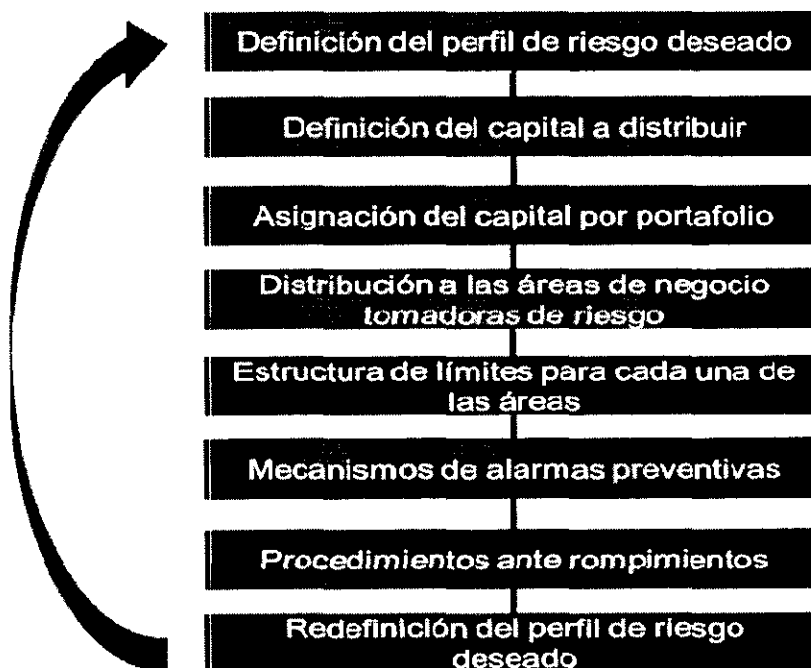 Definición del perfil de riesgo deseado
Definición del capital a distribuir
Asignación del capital por portafolio
Distribución a las áreas de negocio
tomadoras de riesgo
Estructura de límites para cada una de
las áreas
Mecanismos de alarmas preventivas
Procedimientos ante rompimientos
Redefinición del perfil de riesgo
deseado